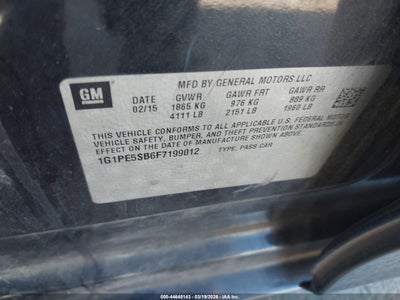 GM
MFD BY GENERAL MOTORS LLC
DATE GVWR GAWR FRT GAWR RR
02/15 1865 KG 976 KG 889 KG
4111 LB 2151 LB 1960 LB
THIS VEHICLE CONFORMS TO ALL APPLICABLE U.S. FEDERAL
VEHICLE SAFETY, BUMPER, AND THEFT PREVENTION STANDARDS IN
EFFECT ON THE DATE OF MANUFACTURE SHOWN ABOVE.
1G1PE5SB6F7199012 TYPE: PASS CAR
OW: 000-44648143 | 03/19/2026 | IAA Inc.